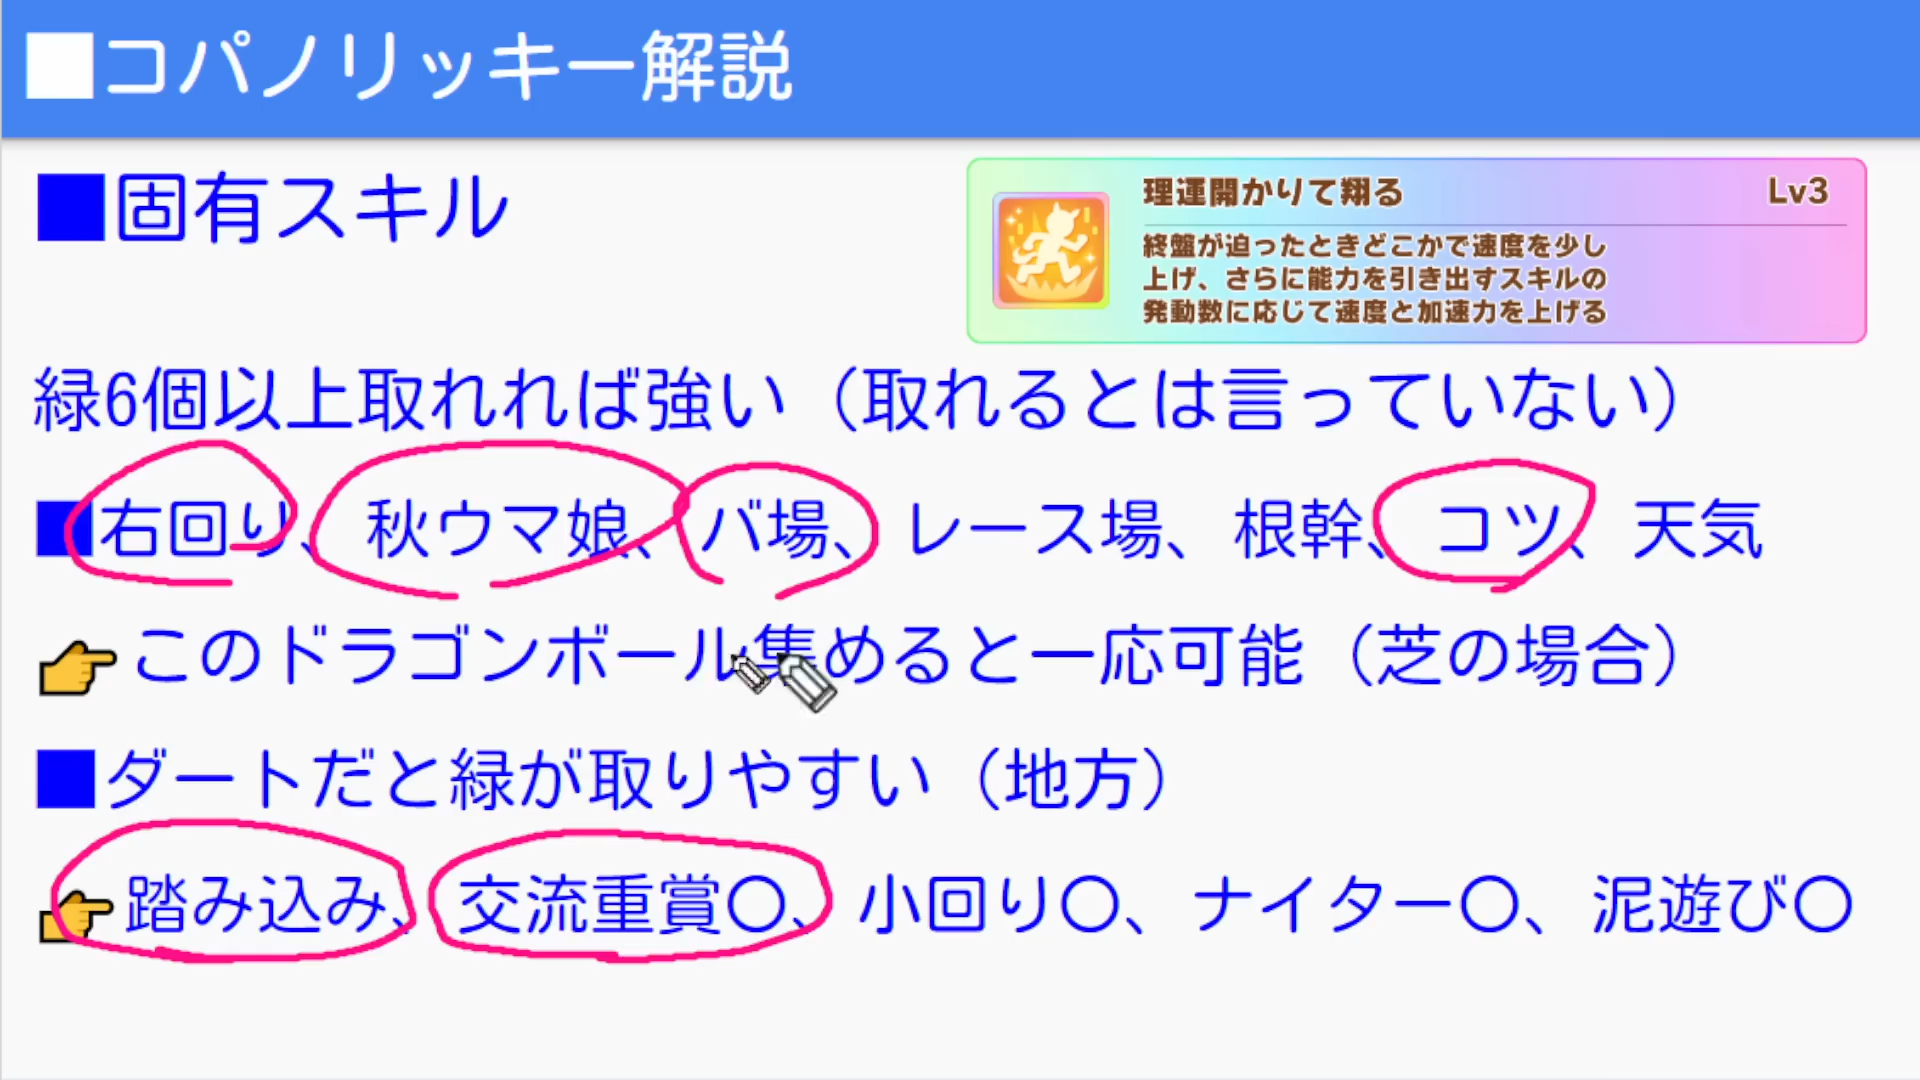 ■コパノリッキー解説
■固有スキル
理運開かりて翔る Lv3
終盤が迫ったときどこかで速度を少し
上げ、さらに能力を引き出すスキルの
発動数に応じて速度と加速力を上げる
緑6個以上取れれば強い（取れるとは言っていない）
■右回り、秋ウマ娘、バ場、レース場、根幹、コツ、天気
👉このドラゴンボール集めると一応可能（芝の場合）
■ダートだと緑が取りやすい（地方）
👉踏み込み、交流重賞〇、小回り〇、ナイター〇、泥遊び〇